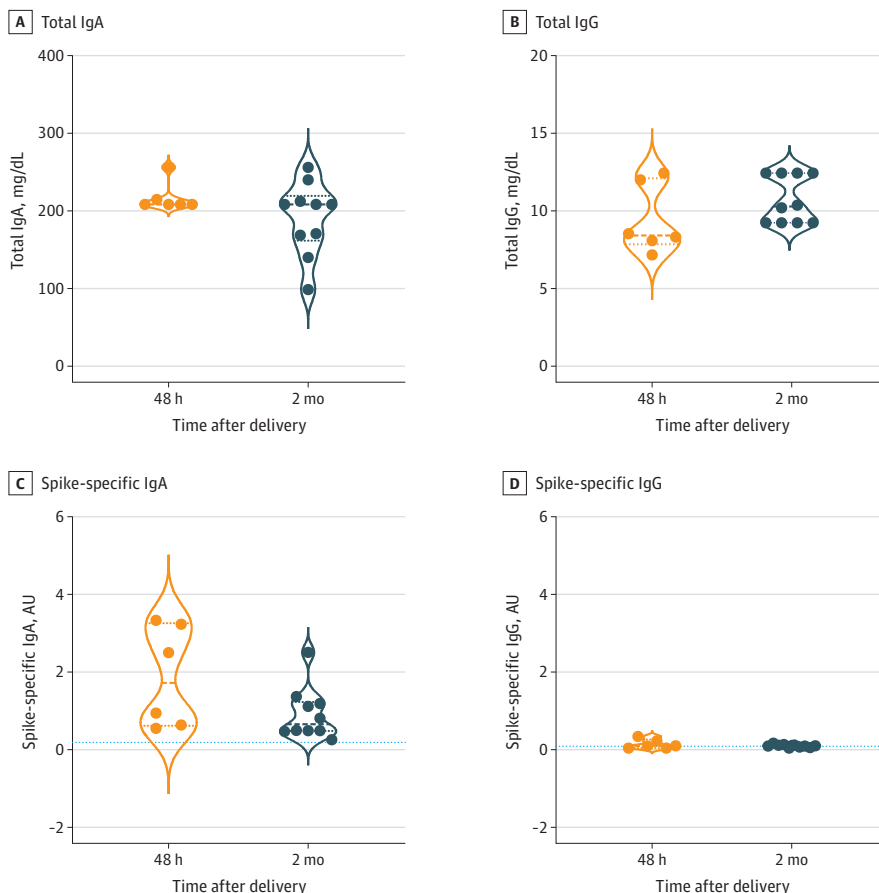 A Total IgA
400
300
200
100
0
Total IgA, mg/dL
48 h 2 mo
Time after delivery
B Total IgG
20
15
10
5
0
Total IgG, mg/dL
48 h 2 mo
Time after delivery
C Spike-specific IgA
6
4
2
0
-2
Spike-specific IgA, AU
48 h 2 mo
Time after delivery
D Spike-specific IgG
6
4
2
0
-2
Spike-specific IgG, AU
48 h 2 mo
Time after delivery